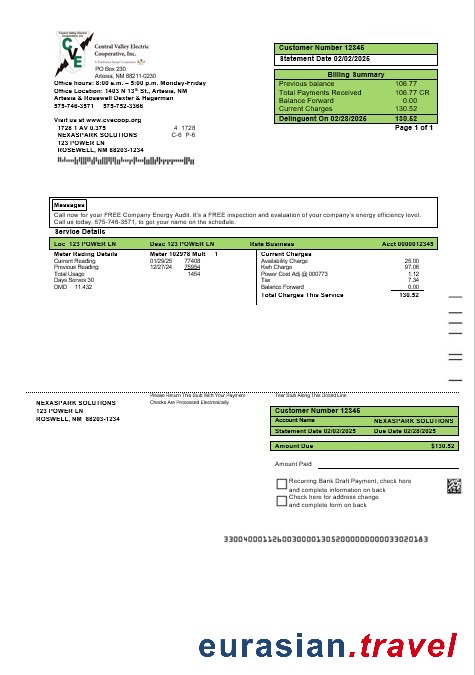 CVE
Central Valley Electric
Cooperative, Inc.
PO Box 230
Artesia, NM 88211-0230
Office hours: 8:00 a.m. – 5:00 p.m. Monday-Friday
Office Location: 1403 N 13th St., Artesia, NM
Artesia & Rosewell Dexter & Hagerman
575-746-3571 575-752-3366
Visit us at www.cvecoop.org
1728 1 AV 0.375 4 1728
NEXASPARK SOLUTIONS C-6 P-6
123 POWER LN
ROSEWELL, NM 88203-1234
Customer Number 12345
Statement Date 02/02/2025
Billing Summary
Previous balance 106.77
Total Payments Received 106.77 CR
Balance Forward 0.00
Current Charges 130.52
Delinquent On 02/28/2025 130.52
Page 1 of 1
Messages
Call now for your FREE Company Energy Audit. It's a FREE inspection and evaluation of your company's energy efficiency level.
Call us today, 575-746-3571, to get your name on the schedule.
Service Details
Loc 123 POWER LN Desc 123 POWER LN Rate Business Acct 0000012345
Meter Rading Details Meter 102978 Mult 1
Current Reading 01/29/25 77408
Previous Reading 12/27/24 75954
Total Usage 1454
Days Serves 30
DMD 11.432
Current Charges
Availability Charge 25.00
Kwh Charge 97.06
Power Cost Adj @ 000773 1.12
Tax 7.34
Balance Forward 0.00
Total Charges This Service 130.52
Please Return This Stub With Your Payment Tear Stub Along This Dotted Line
Checks Are Processed Electronically
NEXASPARK SOLUTIONS
123 POWER LN
ROSWELL, NM 88203-1234
Customer Number 12345
Account Name NEXASPARK SOLUTIONS
Statement Date 02/02/2025 Due Date 02/28/2025
Amount Due $130.52
Amount Paid
Recurring Bank Draft Payment, check here
and complete information on back
Check here for address change
and complete form on back
33004000112600300001305200000000000033020183
eurasian.travel